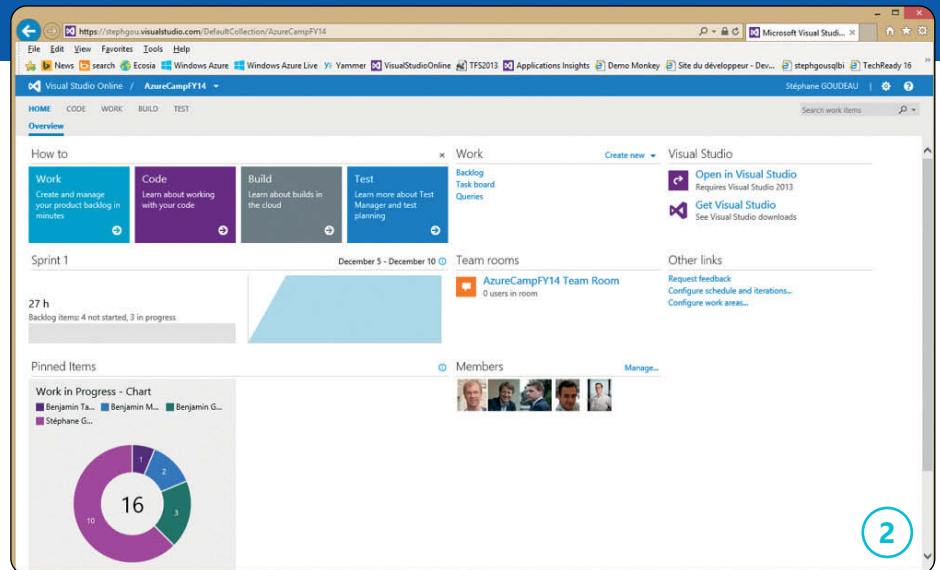 https://stephgou.visualstudio.com/DefaultCollection/AzureCampFY14
Microsoft Visual Studi...
File Edit View Favorites Tools Help
News search Ecosia Windows Azure Windows Azure Live Yammer VisualStudioOnline TFS2013 Applications Insights Demo Monkey Site du développeur - Dev... stephgousqlbi TechReady 16
Visual Studio Online / AzureCampFY14
Stéphane GOUDEAU
HOME CODE WORK BUILD TEST
Search work items
Overview
How to
Work
Create and manage
your product backlog in
minutes
Code
Learn about working
with your code
Build
Learn about builds in
the cloud
Test
Learn more about Test
Manager and test
planning
Work
Create new
Backlog
Task board
Queries
Visual Studio
Open in Visual Studio
Requires Visual Studio 2013
Get Visual Studio
See Visual Studio downloads
Sprint 1
December 5 - December 10
27 h
Backlog items: 4 not started, 3 in progress
Team rooms
AzureCampFY14 Team Room
0 users in room
Other links
Request feedback
Configure schedule and iterations...
Configure work areas...
Pinned Items
Work in Progress - Chart
Benjamin Ta... Benjamin M... Benjamin G...
Stéphane G...
1
2
3
10
16
Members
Manage...
2